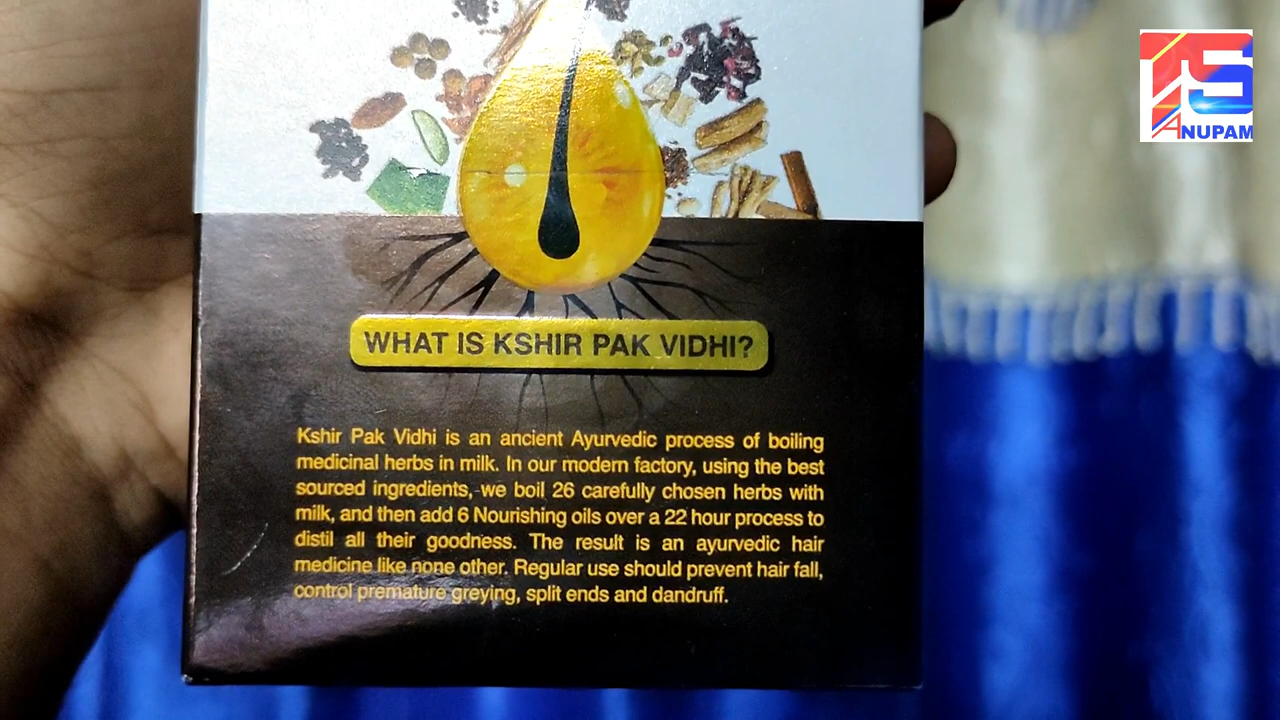 ANUPAM
WHAT IS KSHIR PAK VIDHI?
Kshir Pak Vidhi is an ancient Ayurvedic process of boiling
medicinal herbs in milk. In our modern factory, using the best
sourced ingredients, we boil 26 carefully chosen herbs with
milk, and then add 6 Nourishing oils over a 22 hour process to
distil all their goodness. The result is an ayurvedic hair
medicine like none other. Regular use should prevent hair fall,
control premature greying, split ends and dandruff.